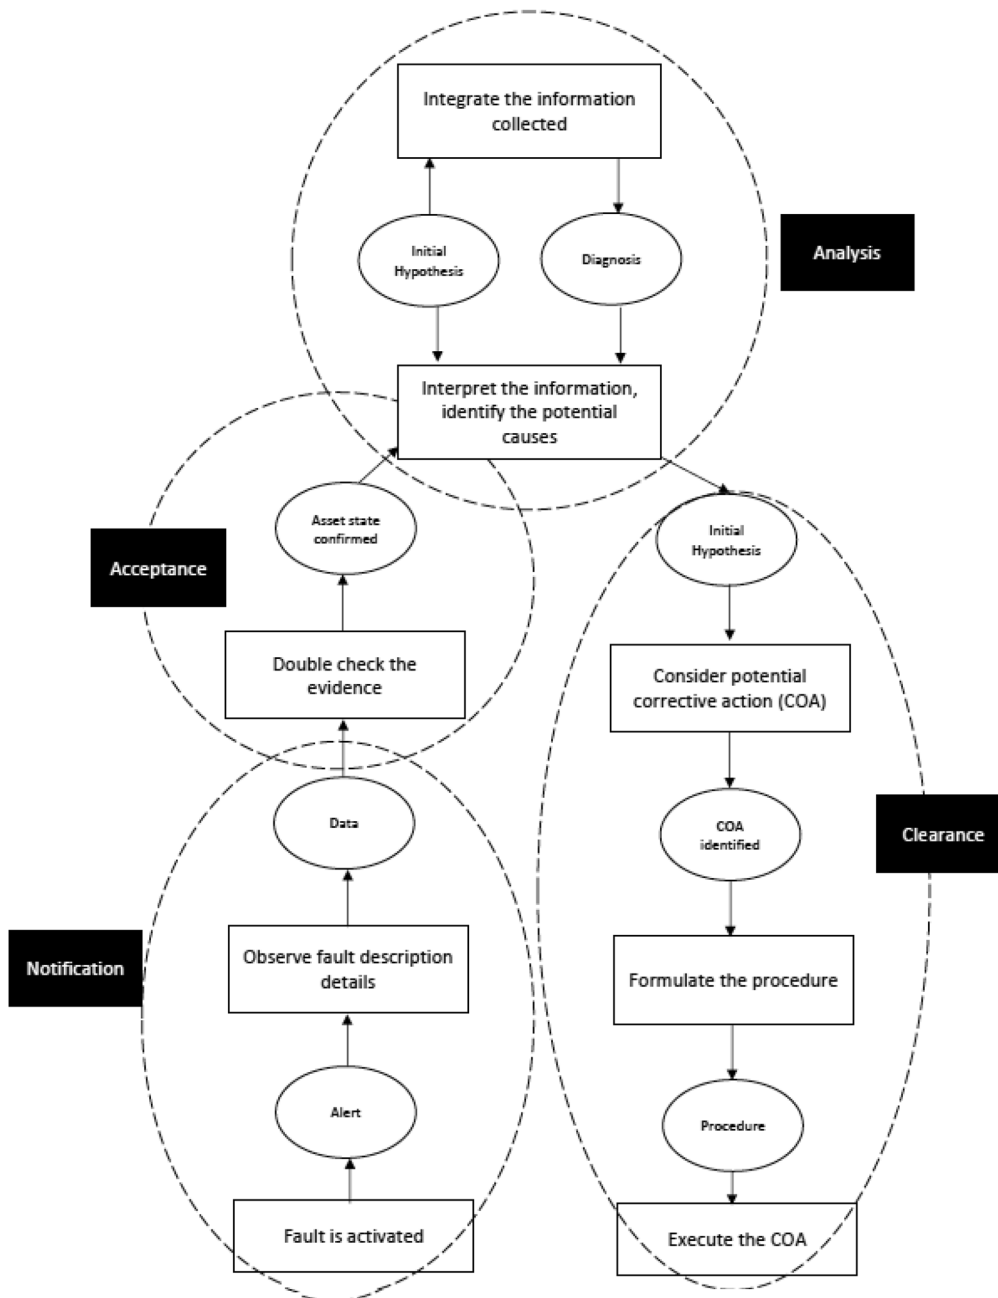 Integrate the information
collected
Initial
Hypothesis
Diagnosis
Analysis
Interpret the information,
identify the potential
causes
Asset state
confirmed
Acceptance
Double check the
evidence
Data
Observe fault description
details
Notification
Alert
Fault is activated
Initial
Hypothesis
Consider potential
corrective action (COA)
COA
identified
Clearance
Formulate the procedure
Procedure
Execute the COA